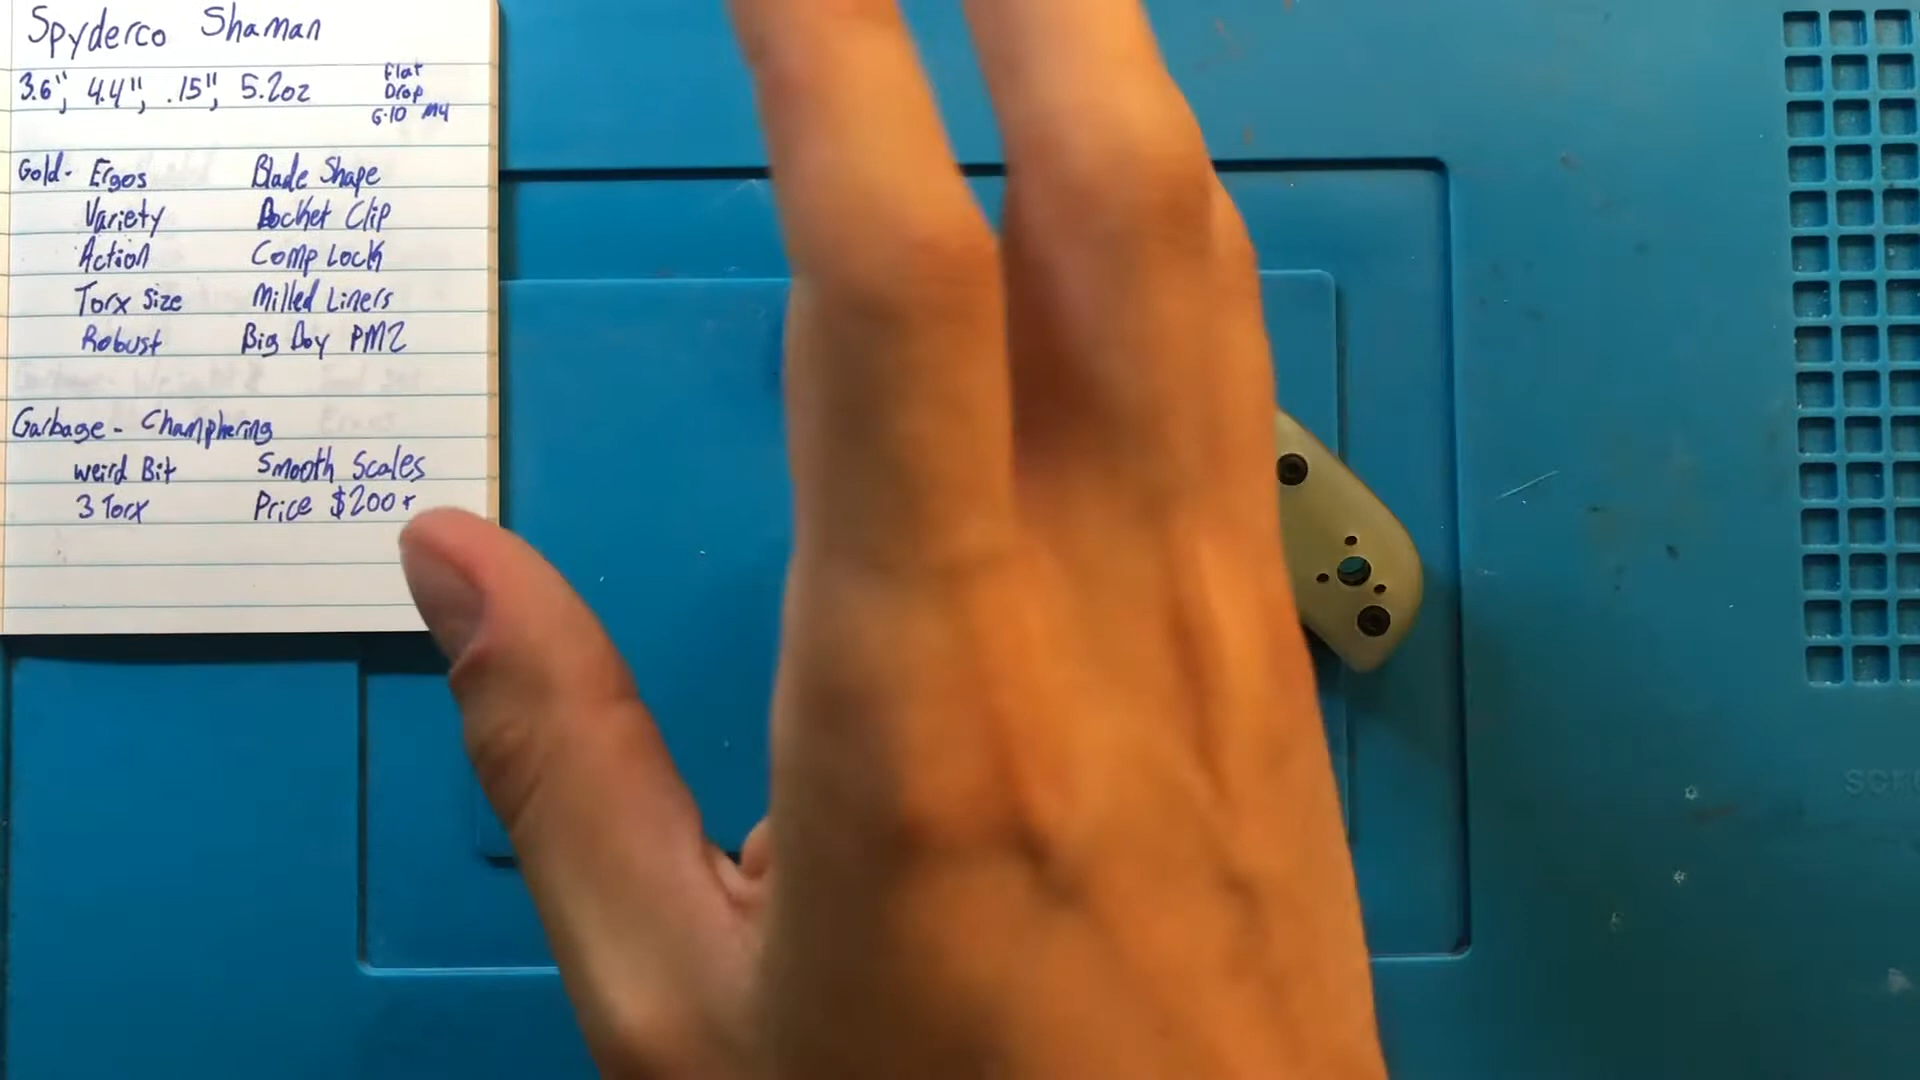 Spyderco Shaman
3.6", 4.4", .15", 5.2oz
Flat
Drop
G-10 M4
Gold - Ergos Blade Shape
Variety Pocket Clip
Action Comp Lock
Torx Size Milled Liners
Robust Big Boy PM2
Garbage - Champhering
weird Bit Smooth Scales
3 Torx Price $200+